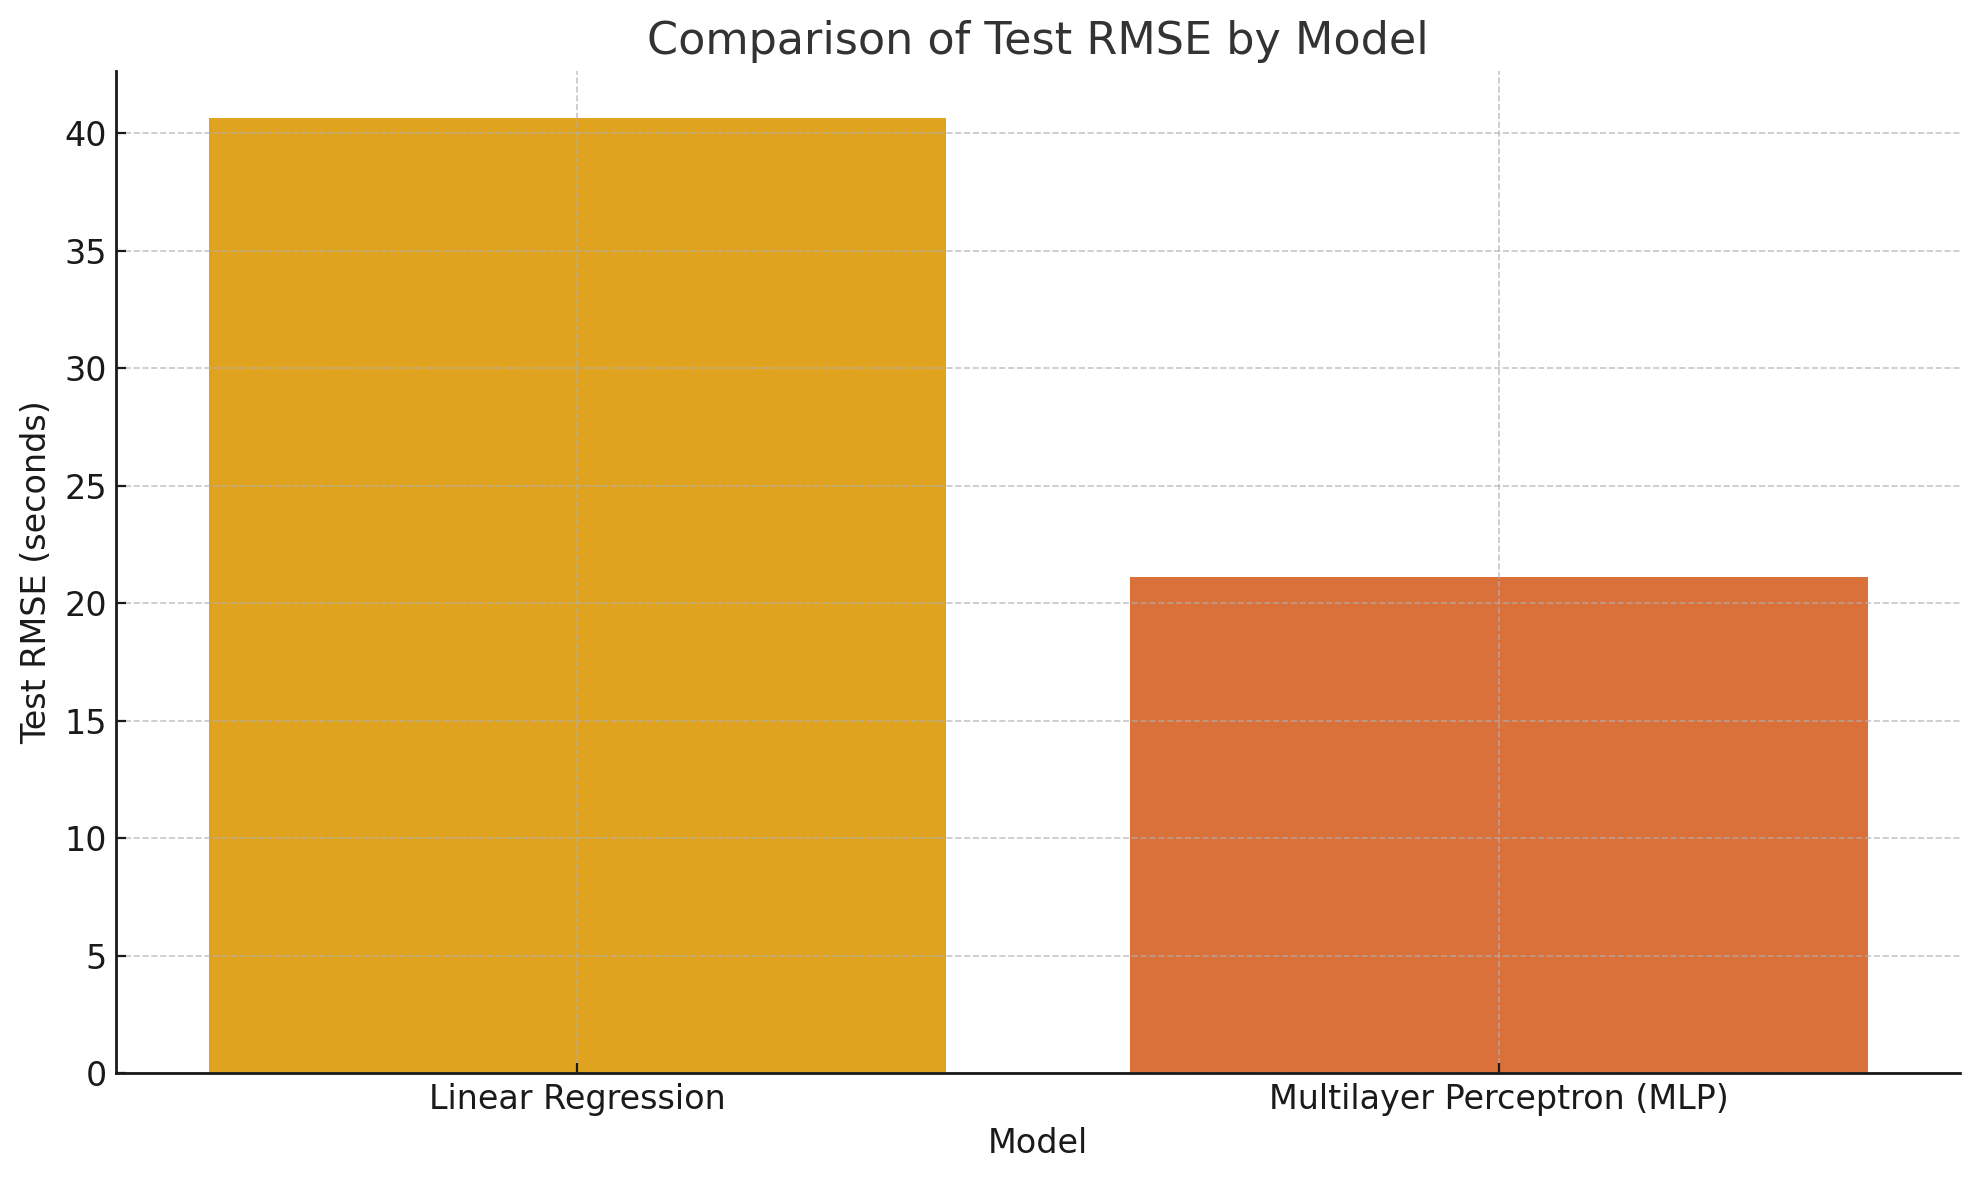 Comparison of Test RMSE by Model
Test RMSE (seconds)
40
35
30
25
20
15
10
5
0
Linear Regression
Multilayer Perceptron (MLP)
Model